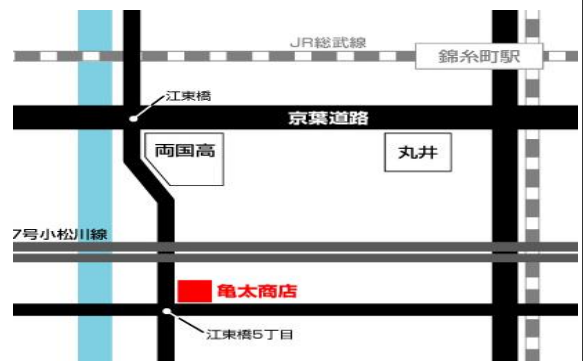 JR総武線
錦糸町駅
江東橋
京葉道路
両国高
丸井
7号小松川線
亀太商店
江東橋5丁目